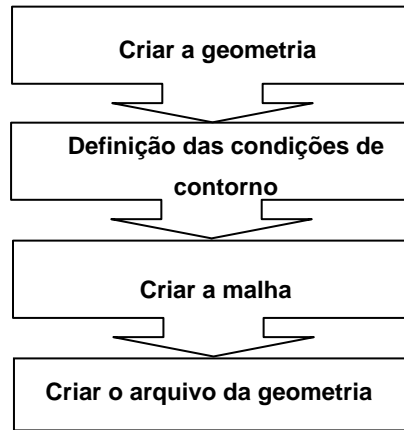 Criar a geometria
Definição das condições de
contorno
Criar a malha
Criar o arquivo da geometria